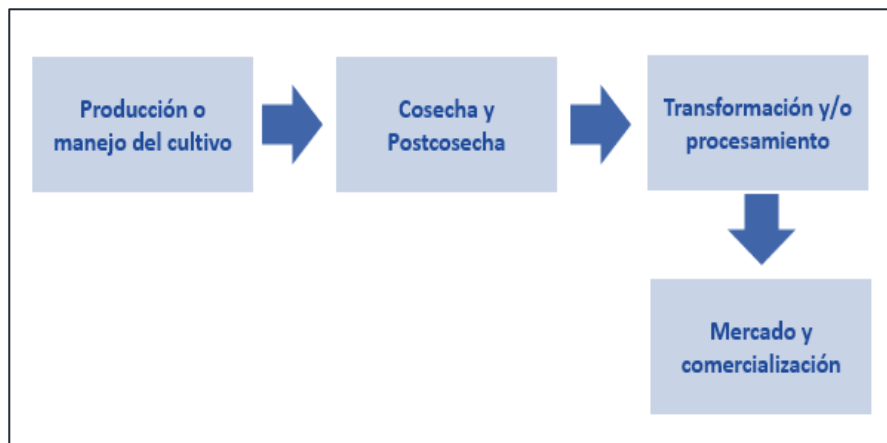 Producción o
manejo del cultivo
Cosecha y
Postcosecha
Transformación y/o
procesamiento
Mercado y
comercialización